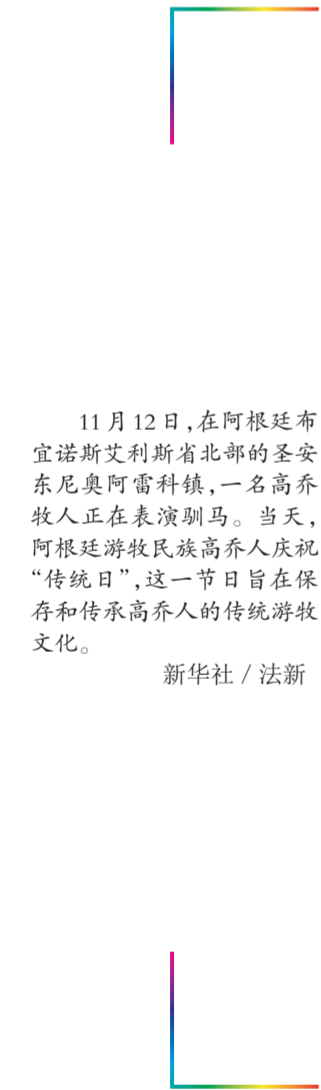 11月12日,在阿根廷布
宜诺斯艾利斯省北部的圣安
东尼奥阿雷科镇,一名高乔
牧人正在表演驯马。当天,
阿根廷游牧民族高乔人庆祝
“传统日”,这一节日旨在保
存和传承高乔人的传统游牧
文化。
新华社/法新